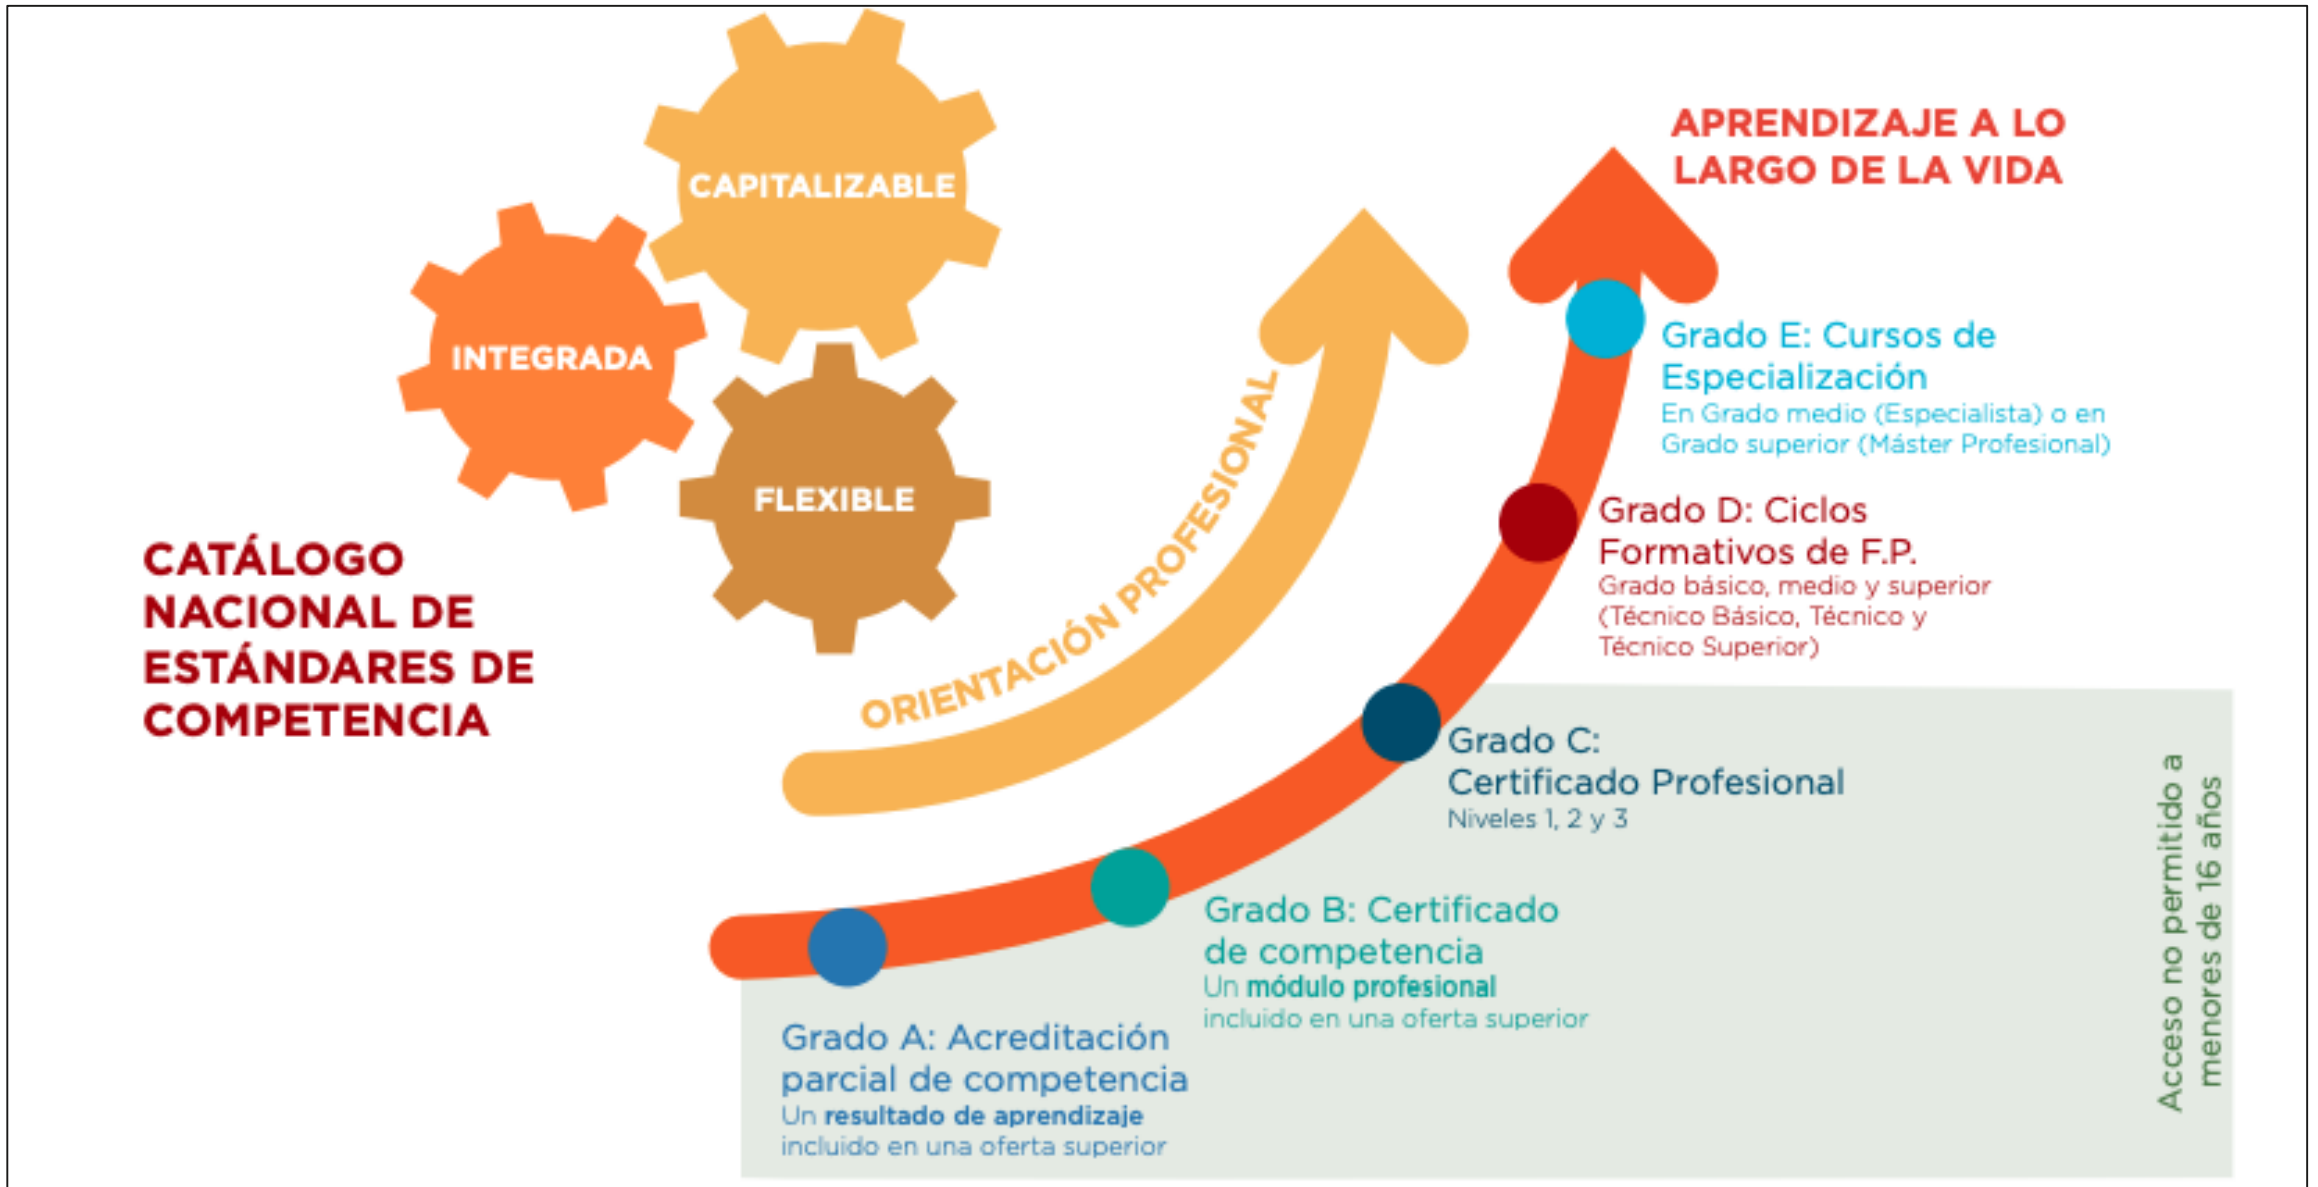 CAPITALIZABLE
INTEGRADA
FLEXIBLE
CATÁLOGO
NACIONAL DE
ESTÁNDARES DE
COMPETENCIA
ORIENTACIÓN PROFESIONAL
APRENDIZAJE A LO
LARGO DE LA VIDA
Grado E: Cursos de
Especialización
En Grado medio (Especialista) o en
Grado superior (Máster Profesional)
Grado D: Ciclos
Formativos de F.P.
Grado básico, medio y superior
(Técnico Básico, Técnico y
Técnico Superior)
Grado C:
Certificado Profesional
Niveles 1, 2 y 3
Grado B: Certificado
de competencia
Un módulo profesional
incluido en una oferta superior
Grado A: Acreditación
parcial de competencia
Un resultado de aprendizaje
incluido en una oferta superior
Acceso no permitido a
menores de 16 años